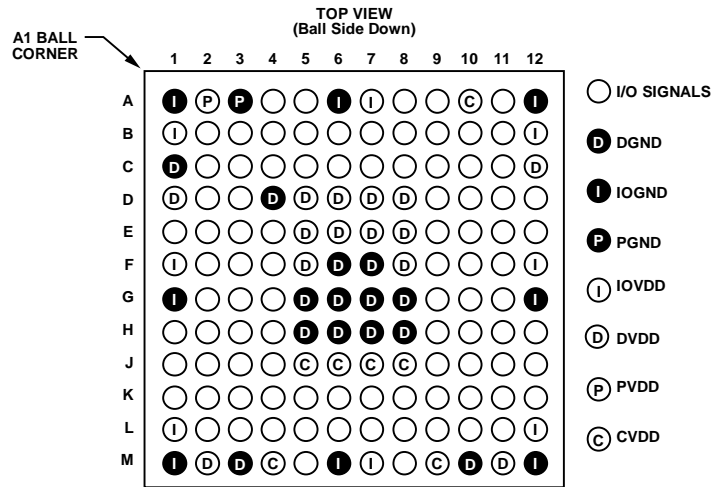 TOP VIEW
(Ball Side Down)
A1 BALL
CORNER
1 2 3 4 5 6 7 8 9 10 11 12
A I P P I I C I
B I I
C D D
D D D D D D D
E D D D D
F I D D D D I
G I D D D D I
H D D D D
J C C C C
K
L I I
M I D D C I I C D D I
I/O SIGNALS
D DGND
I IOGND
P PGND
I IOVDD
D DVDD
P PVDD
C CVDD